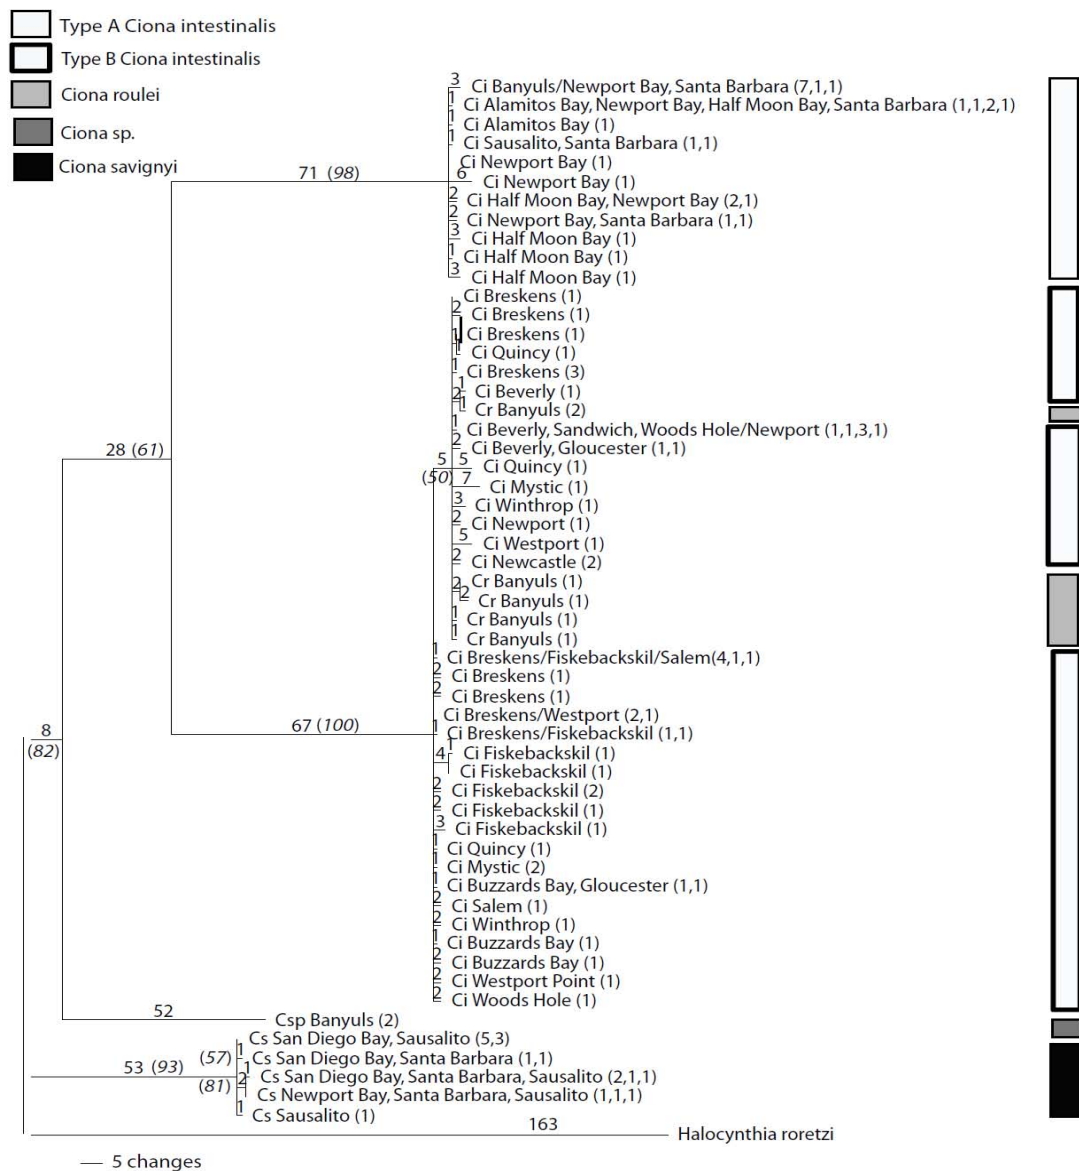 Type A Ciona intestinalis
Type B Ciona intestinalis
Ciona roulei
Ciona sp.
Ciona savignyi
3
Ci Banyuls/Newport Bay, Santa Barbara (7,1,1)
1
Ci Alamitos Bay, Newport Bay, Half Moon Bay, Santa Barbara (1,1,2,1)
1
Ci Alamitos Bay (1)
1
Ci Sausalito, Santa Barbara (1,1)
Ci Newport Bay (1)
71 (98)
6
Ci Newport Bay (1)
2
Ci Half Moon Bay, Newport Bay (2,1)
2
Ci Newport Bay, Santa Barbara (1,1)
3
Ci Half Moon Bay (1)
1
Ci Half Moon Bay (1)
3
Ci Half Moon Bay (1)
Ci Breskens (1)
2
Ci Breskens (1)
1
Ci Breskens (1)
1
Ci Quincy (1)
1
Ci Breskens (3)
1
Ci Beverly (1)
2
1
Cr Banyuls (2)
1
Ci Beverly, Sandwich, Woods Hole/Newport (1,1,3,1)
2
Ci Beverly, Gloucester (1,1)
28 (61)
5
(50)
5
Ci Quincy (1)
7
Ci Mystic (1)
3
Ci Winthrop (1)
2
Ci Newport (1)
5
Ci Westport (1)
2
Ci Newcastle (2)
2
Cr Banyuls (1)
2
Cr Banyuls (1)
1
Cr Banyuls (1)
1
Cr Banyuls (1)
1
Ci Breskens/Fiskebackskil/Salem(4,1,1)
2
Ci Breskens (1)
2
Ci Breskens (1)
Ci Breskens/Westport (2,1)
67 (100)
1
Ci Breskens/Fiskebackskil (1,1)
8
(82)
4
1
Ci Fiskebackskil (1)
Ci Fiskebackskil (1)
2
Ci Fiskebackskil (2)
2
Ci Fiskebackskil (1)
3
Ci Fiskebackskil (1)
1
Ci Quincy (1)
1
Ci Mystic (2)
1
Ci Buzzards Bay, Gloucester (1,1)
2
Ci Salem (1)
2
Ci Winthrop (1)
1
Ci Buzzards Bay (1)
2
Ci Buzzards Bay (1)
2
Ci Westport Point (1)
2
Ci Woods Hole (1)
52
Csp Banyuls (2)
Cs San Diego Bay, Sausalito (5,3)
1
(57)
Cs San Diego Bay, Santa Barbara (1,1)
53 (93)
1
Cs San Diego Bay, Santa Barbara, Sausalito (2,1,1)
(81)
2
Cs Newport Bay, Santa Barbara, Sausalito (1,1,1)
1
Cs Sausalito (1)
163
Halocynthia roretzi
5 changes